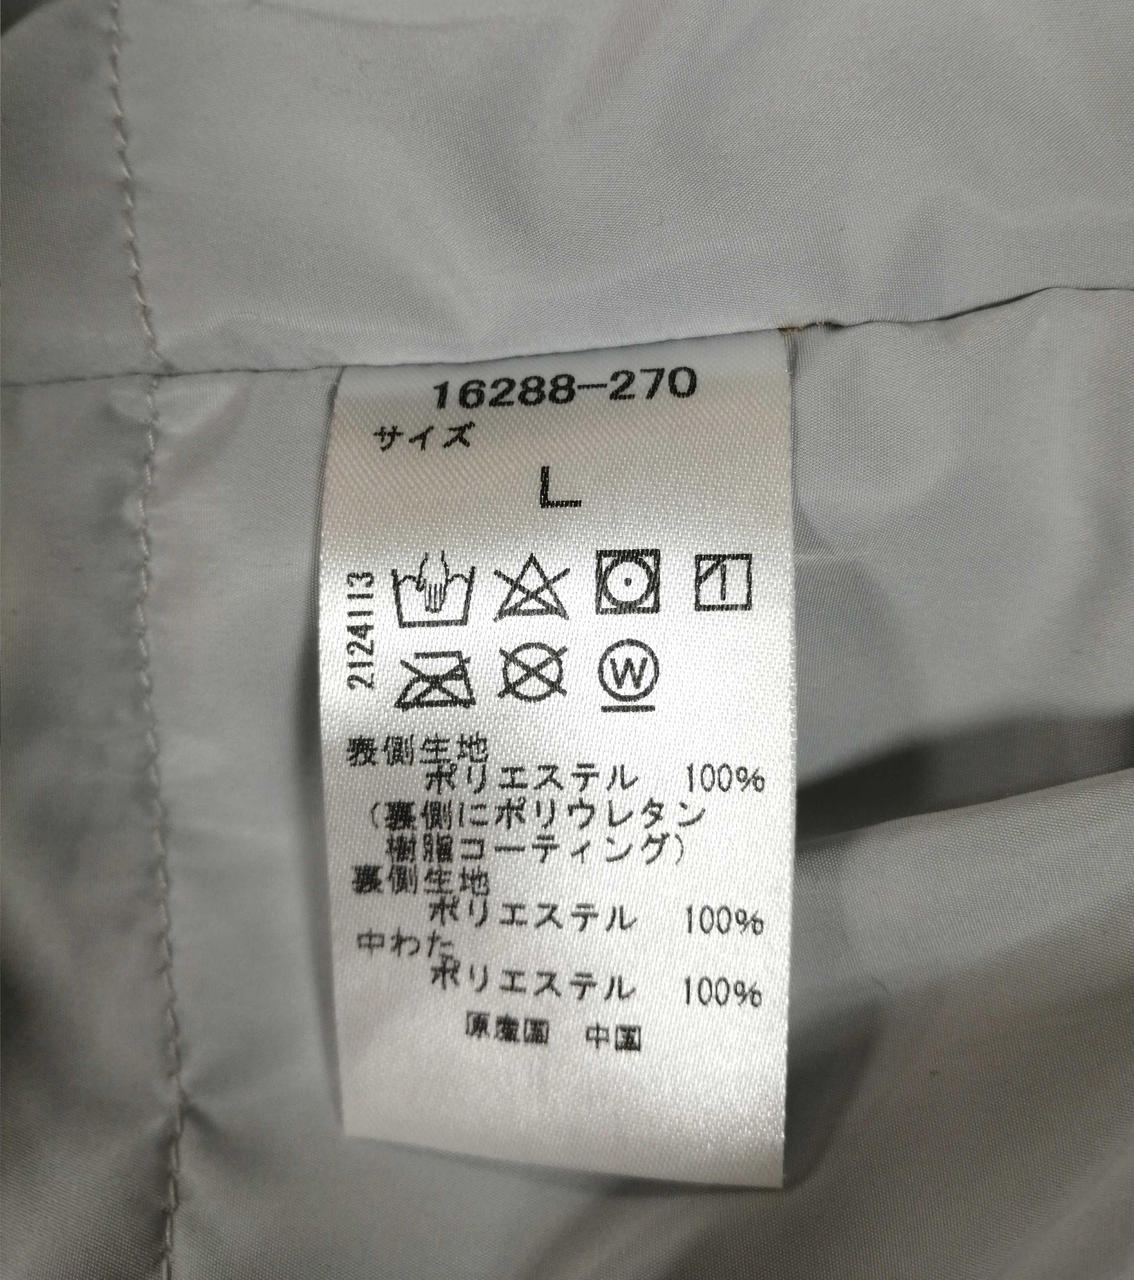 16288-270
サイズ
L
2124113
W
表側生地
ポリエステル 100%
(裏側にポリウレタン
樹脂コーティング)
裏側生地
ポリエステル 100%
中わた
ポリエステル 100%
原産国 中国